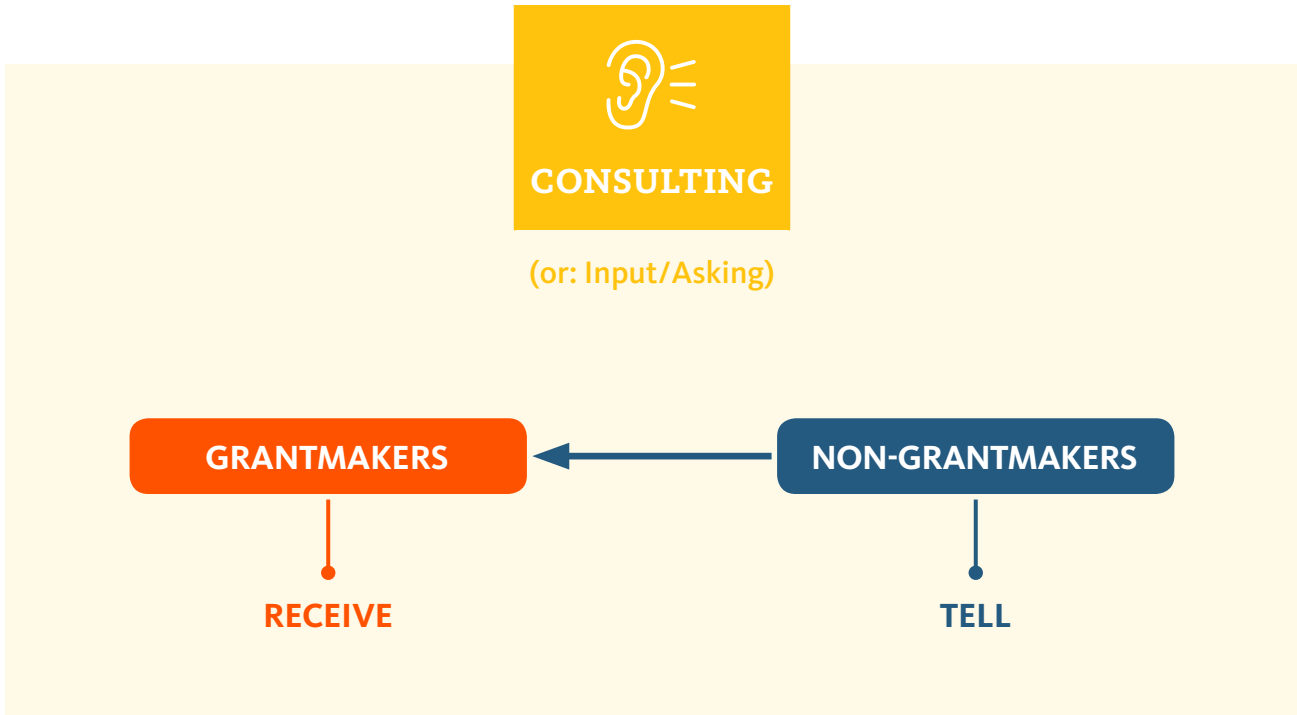 CONSULTING
(or: Input/Asking)
GRANTMAKERS
NON-GRANTMAKERS
RECEIVE
TELL